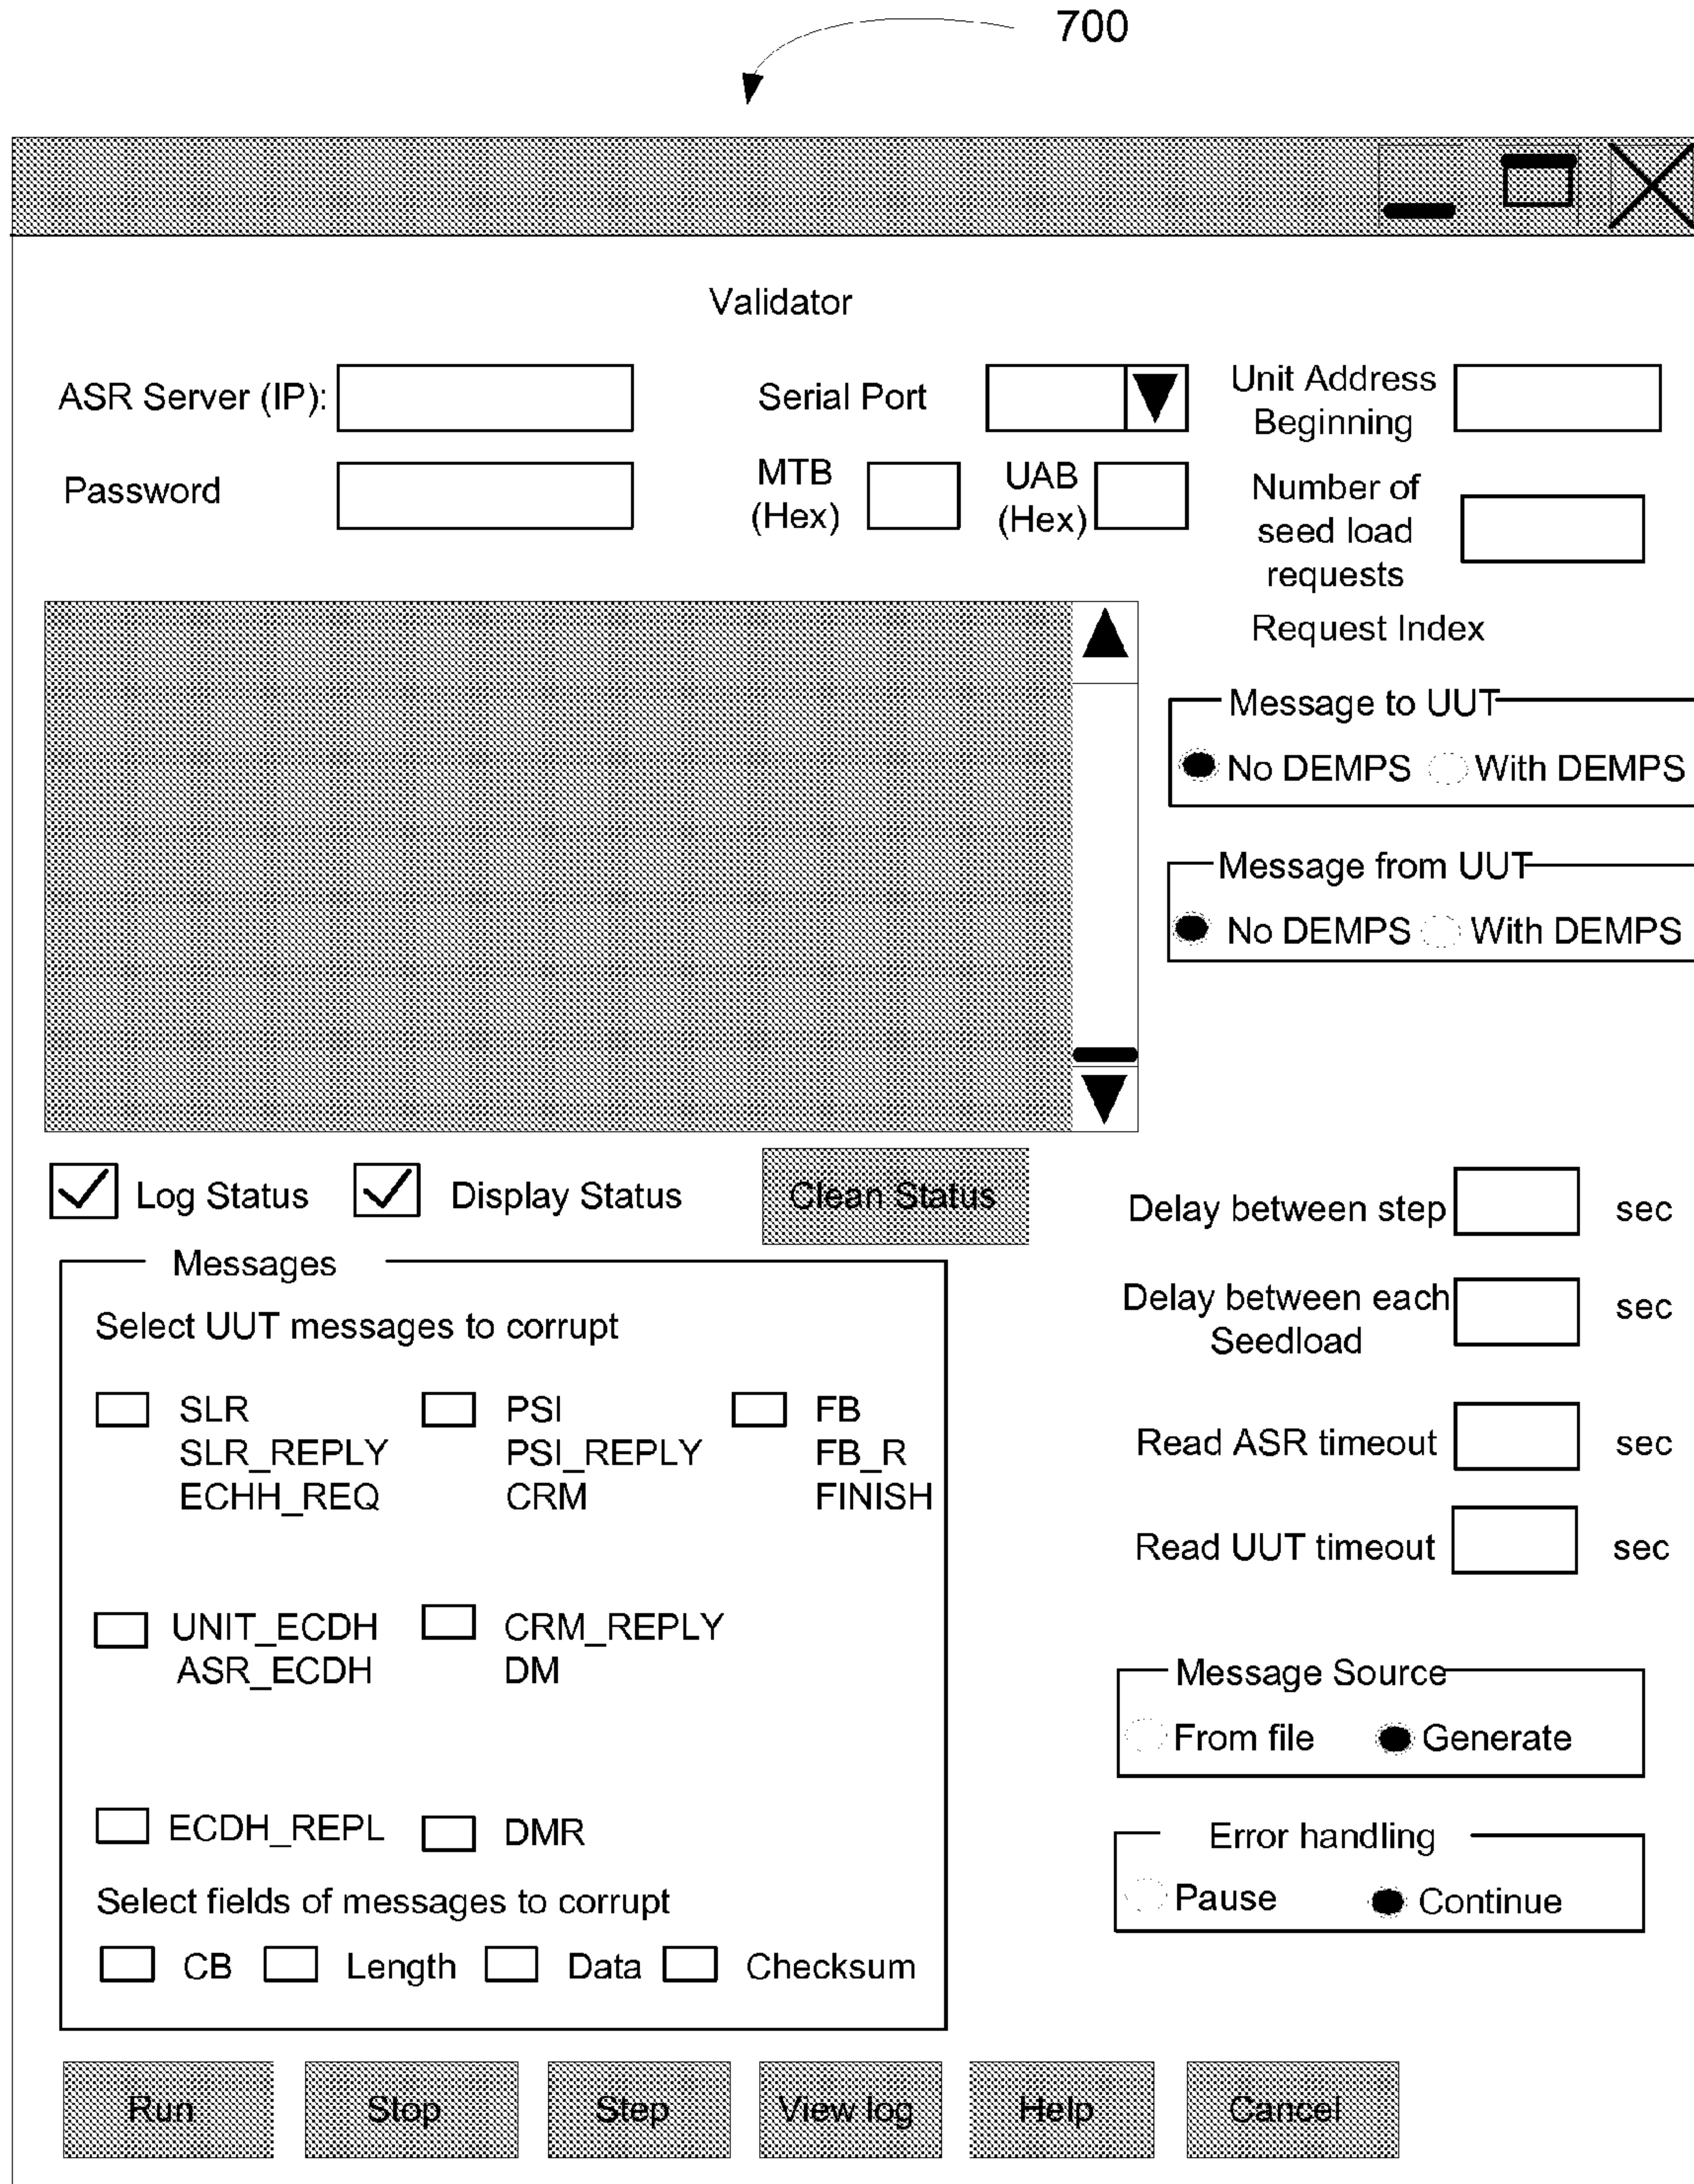 700
Validator
ASR Server (IP):
Serial Port
Unit Address
Beginning
Password
MTB
(Hex)
UAB
(Hex)
Number of
seed load
requests
Request Index
Message to UUT
No DEMPS With DEMPS
Message from UUT
No DEMPS With DEMPS
Log Status Display Status Clean Status
Delay between step sec
Delay between each
Seedload
sec
Read ASR timeout sec
Read UUT timeout sec
Messages
Select UUT messages to corrupt
SLR PSI FB
SLR_REPLY PSI_REPLY FB_R
ECHH_REQ CRM FINISH
UNIT_ECDH CRM_REPLY
ASR_ECDH DM
ECDH_REPL DMR
Select fields of messages to corrupt
CB Length Data Checksum
Message Source
From file Generate
Error handling
Pause Continue
Run Stop Step View log Help Cancel